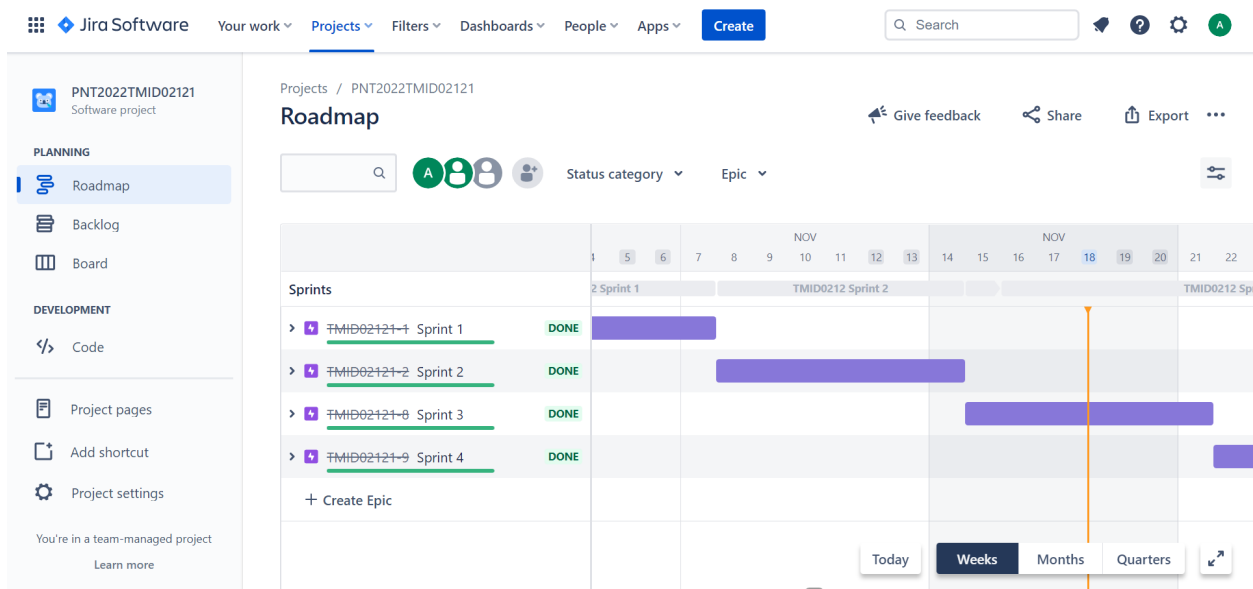 Jira Software Your work Projects Filters Dashboards People Apps Create Search A
PNT2022TMID02121
Software project
PLANNING
Roadmap
Backlog
Board
DEVELOPMENT
Code
Project pages
Add shortcut
Project settings
You're in a team-managed project
Learn more
Projects / PNT2022TMID02121
Roadmap
Give feedback Share Export
A Status category Epic
NOV NOV
5 6 7 8 9 10 11 12 13 14 15 16 17 18 19 20 21 22
Sprints 2 Sprint 1 TMID0212 Sprint 2 TMID0212
TMID02121-1 Sprint 1 DONE
TMID02121-2 Sprint 2 DONE
TMID02121-8 Sprint 3 DONE
TMID02121-9 Sprint 4 DONE
+ Create Epic
Today Weeks Months Quarters